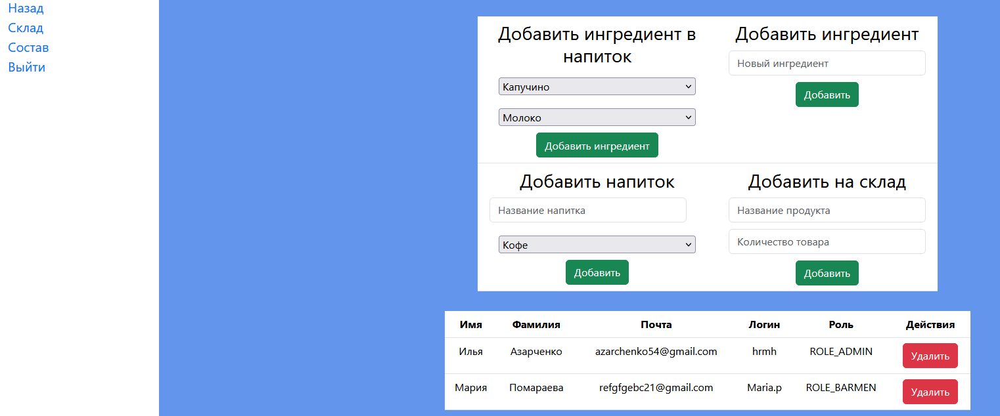 Назад
Склад
Состав
Выйти
Добавить ингредиент в
напиток
Капучино
Молоко
Добавить ингредиент
Добавить ингредиент
Новый ингредиент
Добавить
Добавить напиток
Название напитка
Кофе
Добавить
Добавить на склад
Название продукта
Количество товара
Добавить
Имя Фамилия Почта Логин Роль Действия
Илья Азарченко azarchenko54@gmail.com hrmh ROLE_ADMIN Удалить
Мария Помараева refgfgebc21@gmail.com Maria.p ROLE_BARMEN Удалить